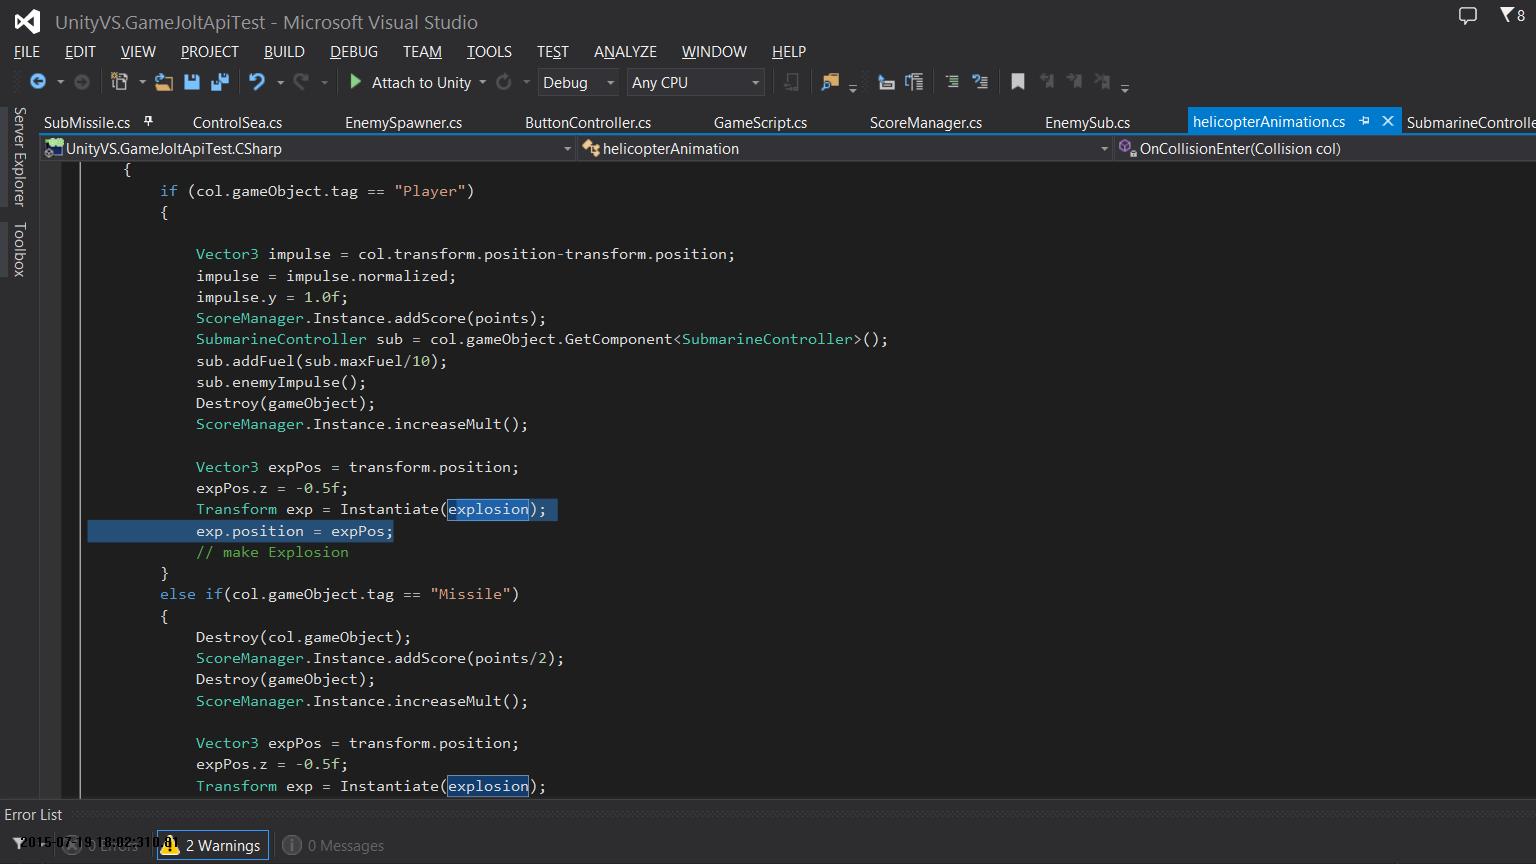 UnityVS.GameJoltApiTest - Microsoft Visual Studio
8
FILE EDIT VIEW PROJECT BUILD DEBUG TEAM TOOLS TEST ANALYZE WINDOW HELP
Attach to Unity Debug Any CPU
Server Explorer
Toolbox
SubMissile.cs ControlSea.cs EnemySpawner.cs ButtonController.cs GameScript.cs ScoreManager.cs EnemySub.cs helicopterAnimation.cs SubmarineControlle
UnityVS.GameJoltApiTest.CSharp helicopterAnimation OnCollisionEnter(Collision col)
{
if (col.gameObject.tag == "Player")
{
Vector3 impulse = col.transform.position-transform.position;
impulse = impulse.normalized;
impulse.y = 1.0f;
ScoreManager.Instance.addScore(points);
SubmarineController sub = col.gameObject.GetComponent<SubmarineController>();
sub.addFuel(sub.maxFuel/10);
sub.enemyImpulse();
Destroy(gameObject);
ScoreManager.Instance.increaseMult();
Vector3 expPos = transform.position;
expPos.z = -0.5f;
Transform exp = Instantiate(explosion);
exp.position = expPos;
// make Explosion
}
else if(col.gameObject.tag == "Missile")
{
Destroy(col.gameObject);
ScoreManager.Instance.addScore(points/2);
Destroy(gameObject);
ScoreManager.Instance.increaseMult();
Vector3 expPos = transform.position;
expPos.z = -0.5f;
Transform exp = Instantiate(explosion);
Error List
0 Errors 2 Warnings 0 Messages